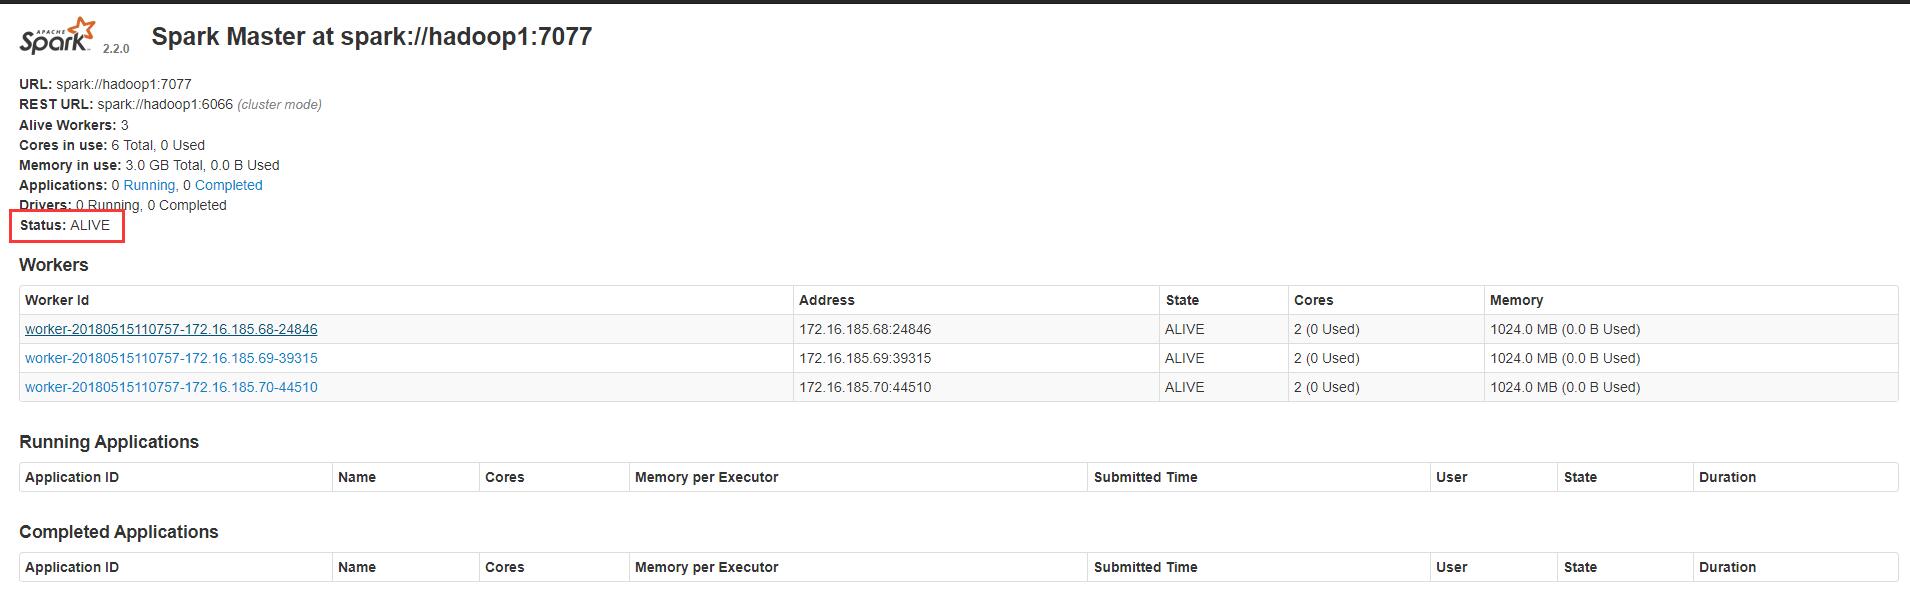 APACHE
Spark 2.2.0 Spark Master at spark://hadoop1:7077
URL: spark://hadoop1:7077
REST URL: spark://hadoop1:6066 (cluster mode)
Alive Workers: 3
Cores in use: 6 Total, 0 Used
Memory in use: 3.0 GB Total, 0.0 B Used
Applications: 0 Running, 0 Completed
Drivers: 0 Running, 0 Completed
Status: ALIVE
Workers
Worker Id Address State Cores Memory
worker-20180515110757-172.16.185.68-24846 172.16.185.68:24846 ALIVE 2 (0 Used) 1024.0 MB (0.0 B Used)
worker-20180515110757-172.16.185.69-39315 172.16.185.69:39315 ALIVE 2 (0 Used) 1024.0 MB (0.0 B Used)
worker-20180515110757-172.16.185.70-44510 172.16.185.70:44510 ALIVE 2 (0 Used) 1024.0 MB (0.0 B Used)
Running Applications
Application ID Name Cores Memory per Executor Submitted Time User State Duration
Completed Applications
Application ID Name Cores Memory per Executor Submitted Time User State Duration